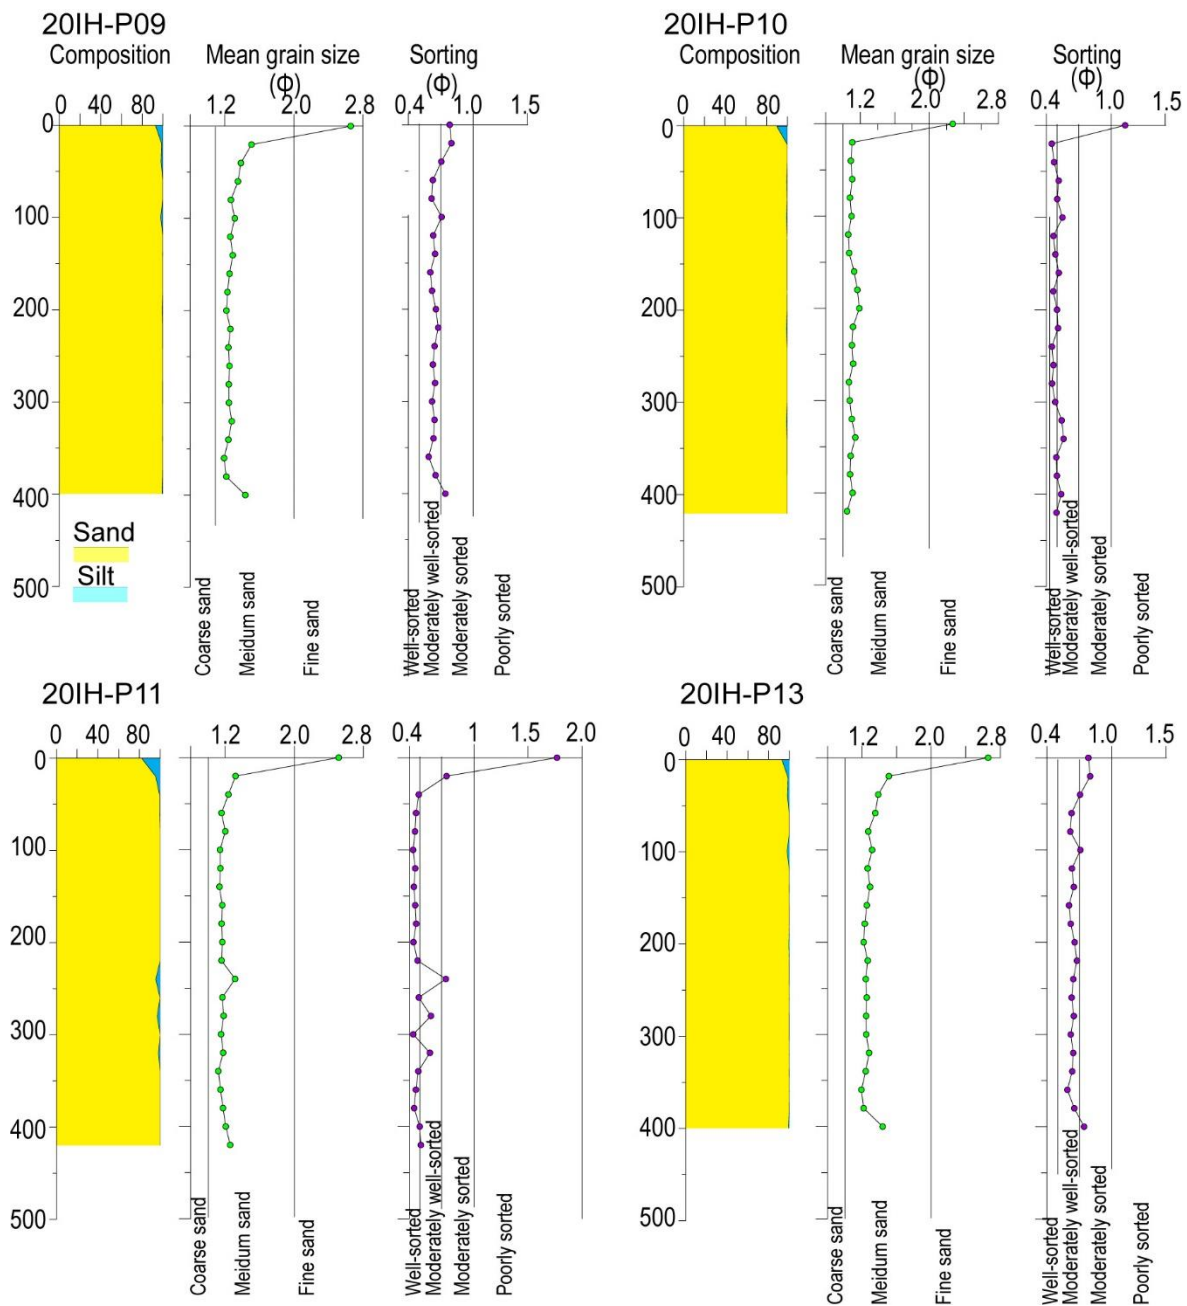 20IH-P09
Composition
Mean grain size
(Φ)
Sorting
(Φ)
0 40 80
1.2 2.0 2.8
0.4 1.0 1.5
0
100
200
300
400
500
Sand
Silt
Coarse sand
Meidum sand
Fine sand
Well-sorted
Moderately well-sorted
Moderately sorted
Poorly sorted
20IH-P10
Composition
Mean grain size
(Φ)
Sorting
(Φ)
0 40 80
1.2 2.0 2.8
0.4 1.0 1.5
0
100
200
300
400
500
Coarse sand
Meidum sand
Fine sand
Well-sorted
Moderately well-sorted
Moderately sorted
Poorly sorted
20IH-P11
0 40 80
1.2 2.0 2.8
0.4 1 1.5 2.0
0
100
200
300
400
500
Coarse sand
Meidum sand
Fine sand
Well-sorted
Moderately well-sorted
Moderately sorted
Poorly sorted
20IH-P13
0 40 80
1.2 2.0 2.8
0.4 1.0 1.5
0
100
200
300
400
500
Coarse sand
Meidum sand
Fine sand
Well-sorted
Moderately well-sorted
Moderately sorted
Poorly sorted